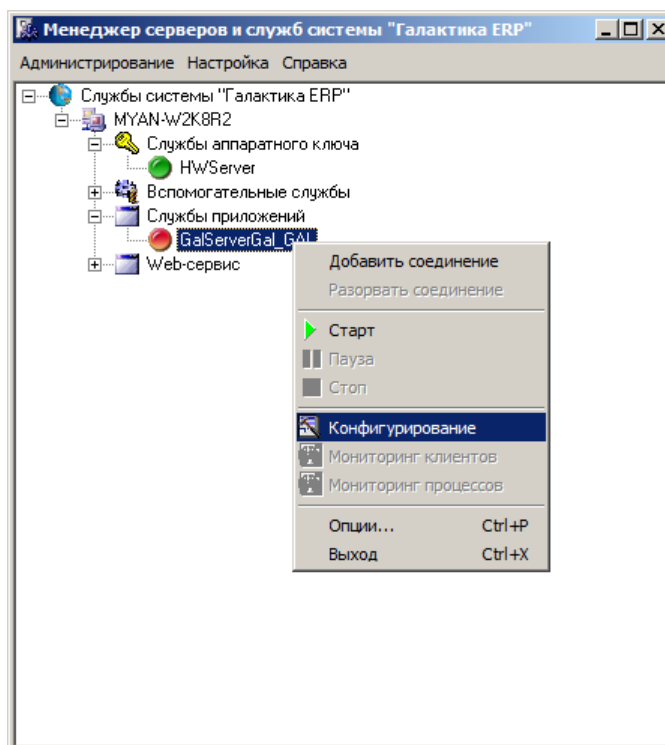 Менеджер серверов и служб системы "Галактика ERP"
Администрирование Настройка Справка
Службы системы "Галактика ERP"
MYAN-W2K8R2
Службы аппаратного ключа
HWServer
Вспомогательные службы
Службы приложений
GalServerGal_GAL
Web-сервис
Добавить соединение
Разорвать соединение
Старт
Пауза
Стоп
Конфигурирование
Мониторинг клиентов
Мониторинг процессов
Опции... Ctrl+P
Выход Ctrl+X